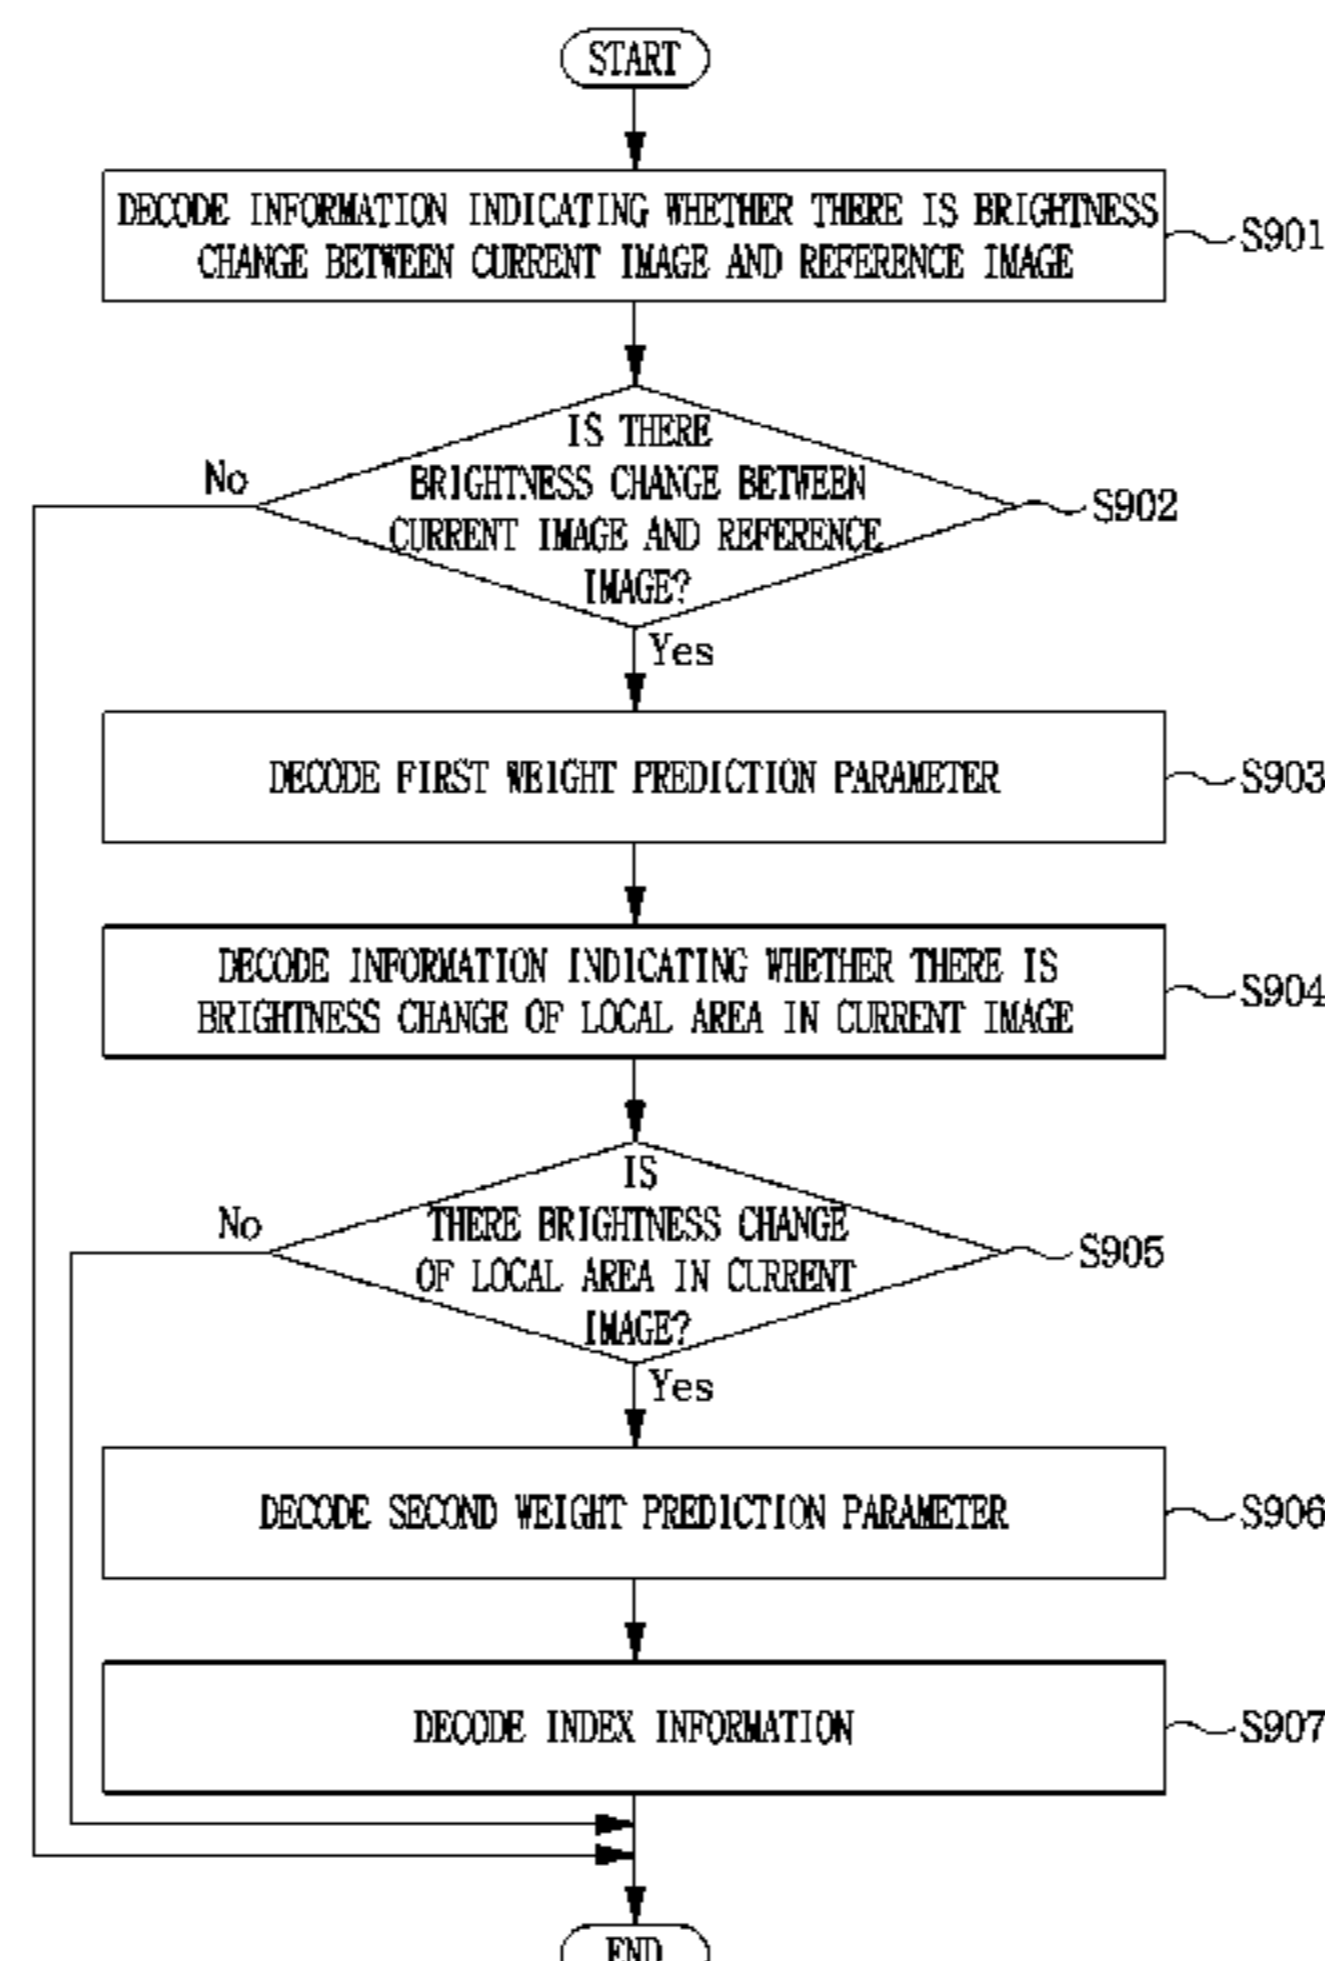 START
DECODE INFORMATION INDICATING WHETHER THERE IS BRIGHTNESS
CHANGE BETWEEN CURRENT IMAGE AND REFERENCE IMAGE
S901
IS THERE
BRIGHTNESS CHANGE BETWEEN
CURRENT IMAGE AND REFERENCE
IMAGE?
No
S902
Yes
DECODE FIRST WEIGHT PREDICTION PARAMETER
S903
DECODE INFORMATION INDICATING WHETHER THERE IS
BRIGHTNESS CHANGE OF LOCAL AREA IN CURRENT IMAGE
S904
IS
THERE BRIGHTNESS CHANGE
OF LOCAL AREA IN CURRENT
IMAGE?
No
S905
Yes
DECODE SECOND WEIGHT PREDICTION PARAMETER
S906
DECODE INDEX INFORMATION
S907
END